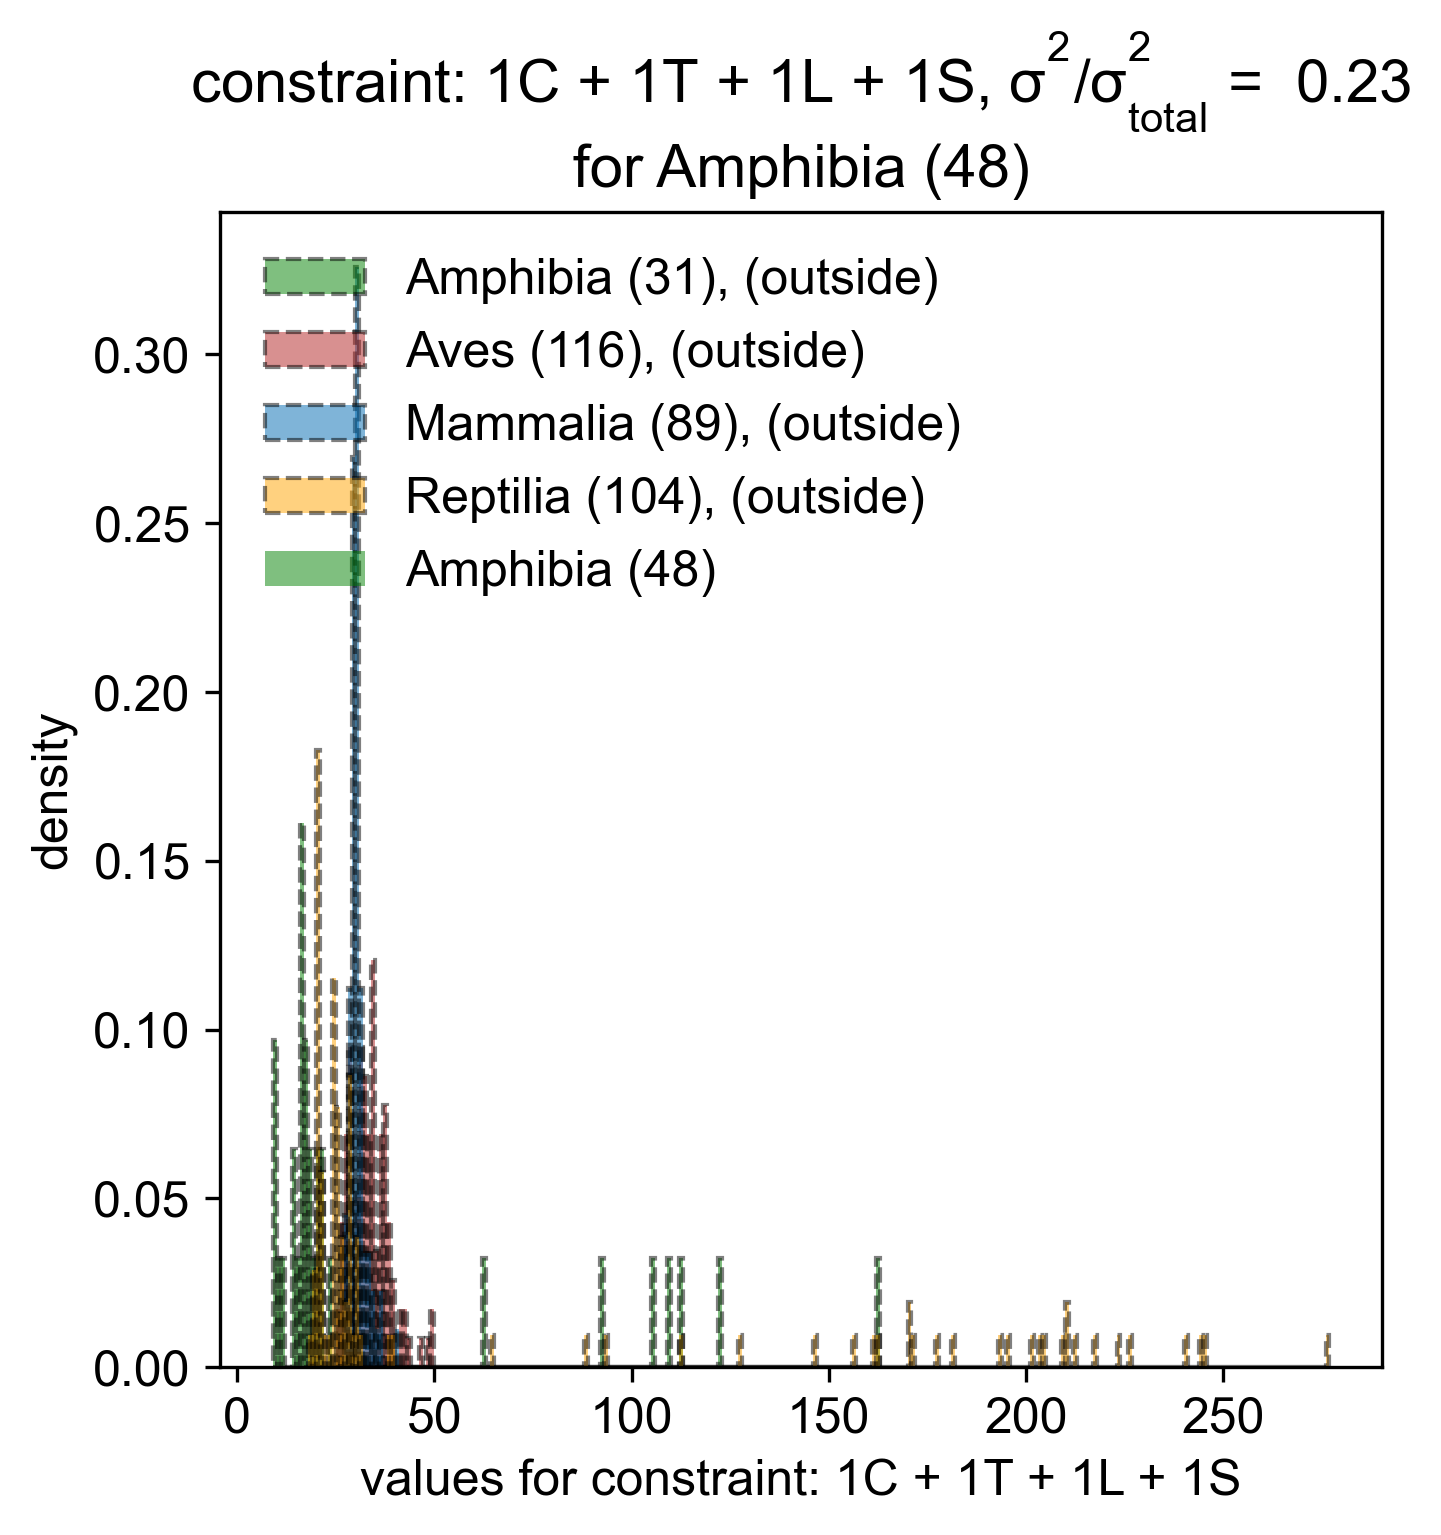 constraint: 1C + 1T + 1L + 1S, σ²/σ²total = 0.23
for Amphibia (48)
Amphibia (31), (outside)
Aves (116), (outside)
Mammalia (89), (outside)
Reptilia (104), (outside)
Amphibia (48)
0.30
0.25
0.20
0.15
0.10
0.05
0.00
density
0 50 100 150 200 250
values for constraint: 1C + 1T + 1L + 1S